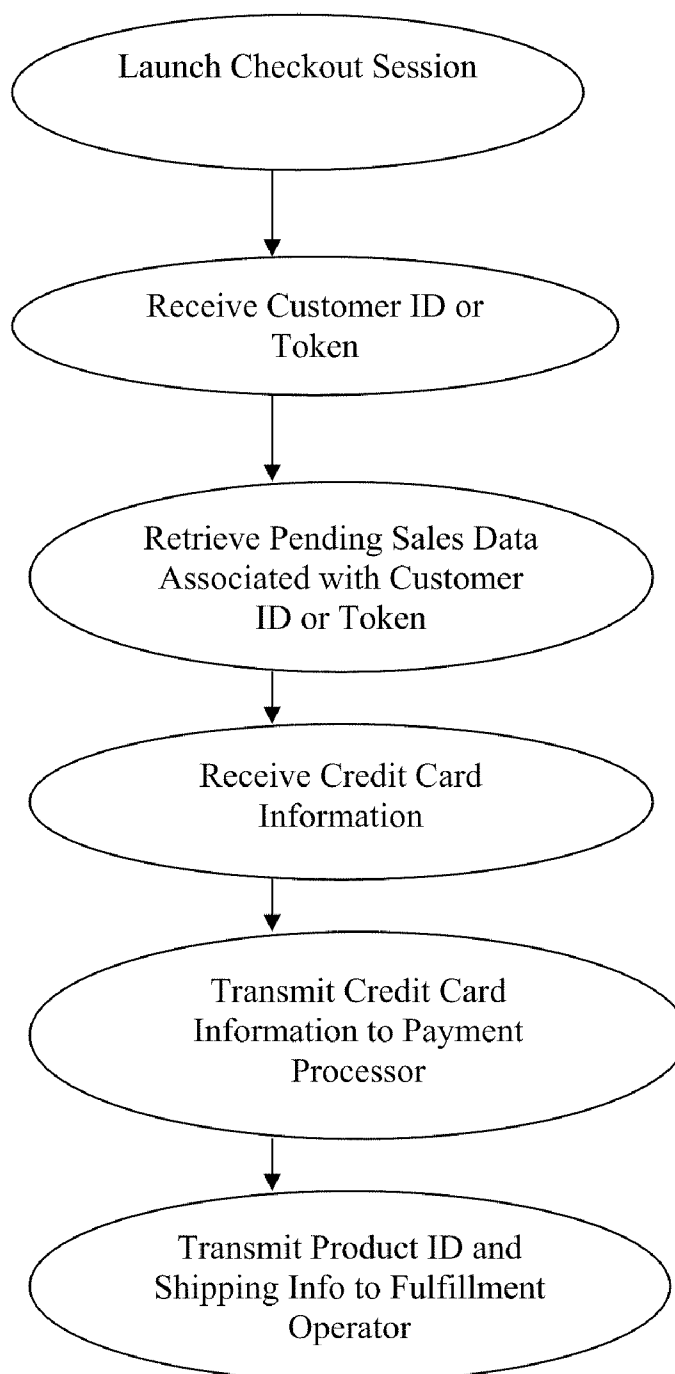 Launch Checkout Session
Receive Customer ID or
Token
Retrieve Pending Sales Data
Associated with Customer
ID or Token
Receive Credit Card
Information
Transmit Credit Card
Information to Payment
Processor
Transmit Product ID and
Shipping Info to Fulfillment
Operator